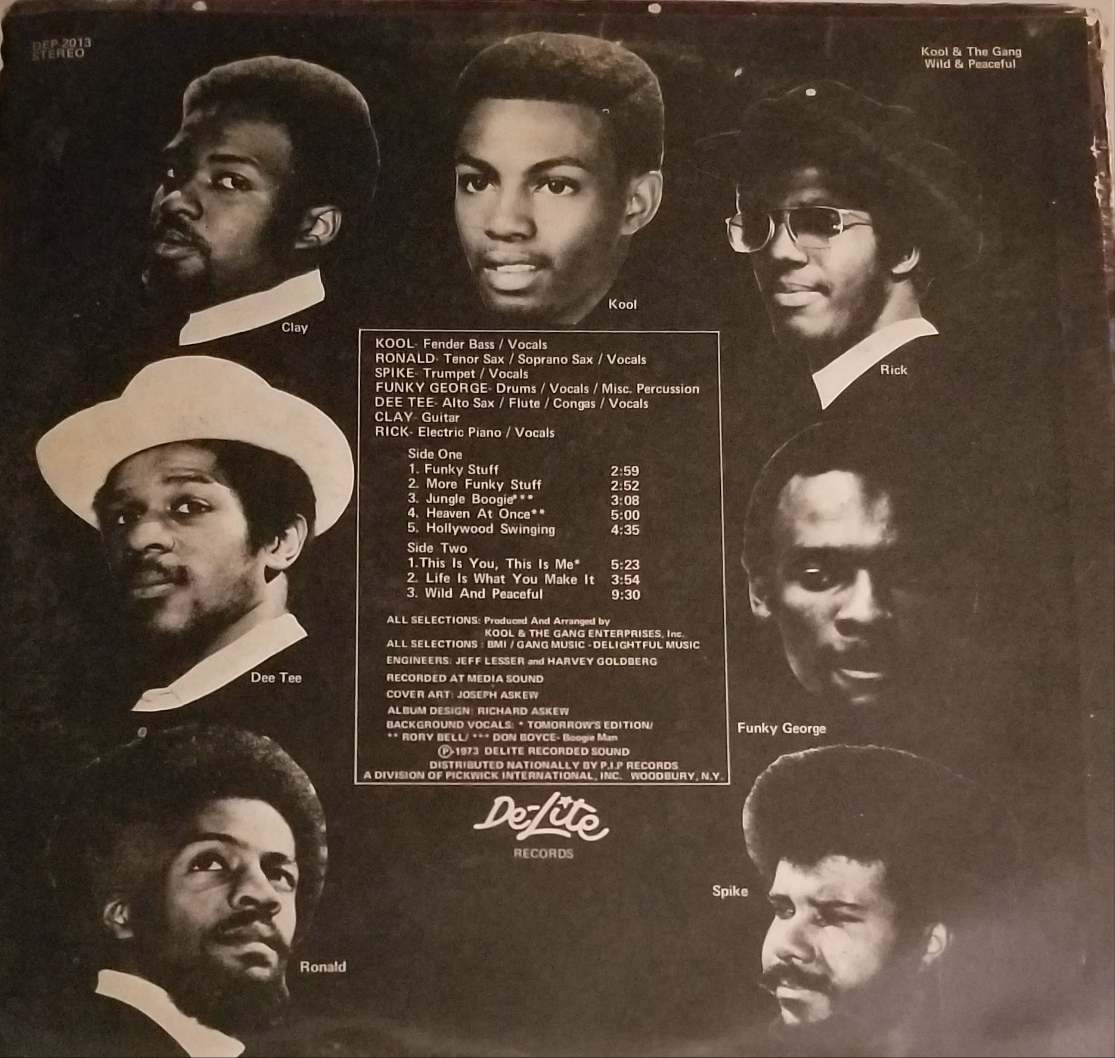 DEP-2013
STEREO
Kool & The Gang
Wild & Peaceful
Clay
Kool
Rick
KOOL- Fender Bass / Vocals
RONALD- Tenor Sax / Soprano Sax / Vocals
SPIKE- Trumpet / Vocals
FUNKY GEORGE- Drums / Vocals / Misc. Percussion
DEE TEE- Alto Sax / Flute / Congas / Vocals
CLAY- Guitar
RICK- Electric Piano / Vocals
Side One
1. Funky Stuff 2:59
2. More Funky Stuff 2:52
3. Jungle Boogie*** 3:08
4. Heaven At Once** 5:00
5. Hollywood Swinging 4:35
Side Two
1.This Is You, This Is Me* 5:23
2. Life Is What You Make It 3:54
3. Wild And Peaceful 9:30
ALL SELECTIONS: Produced And Arranged by
KOOL & THE GANG ENTERPRISES, Inc.
ALL SELECTIONS : BMI / GANG MUSIC - DELIGHTFUL MUSIC
ENGINEERS: JEFF LESSER and HARVEY GOLDBERG
RECORDED AT MEDIA SOUND
COVER ART: JOSEPH ASKEW
ALBUM DESIGN: RICHARD ASKEW
BACKGROUND VOCALS: * TOMORROW'S EDITION/
** RORY BELL/ *** DON BOYCE- Boogie Man
Ⓟ-1973 DELITE RECORDED SOUND
DISTRIBUTED NATIONALLY BY P.I.P RECORDS
A DIVISION OF PICKWICK INTERNATIONAL, INC. WOODBURY, N.Y.
Dee Tee
Funky George
De-Lite
RECORDS
Spike
Ronald